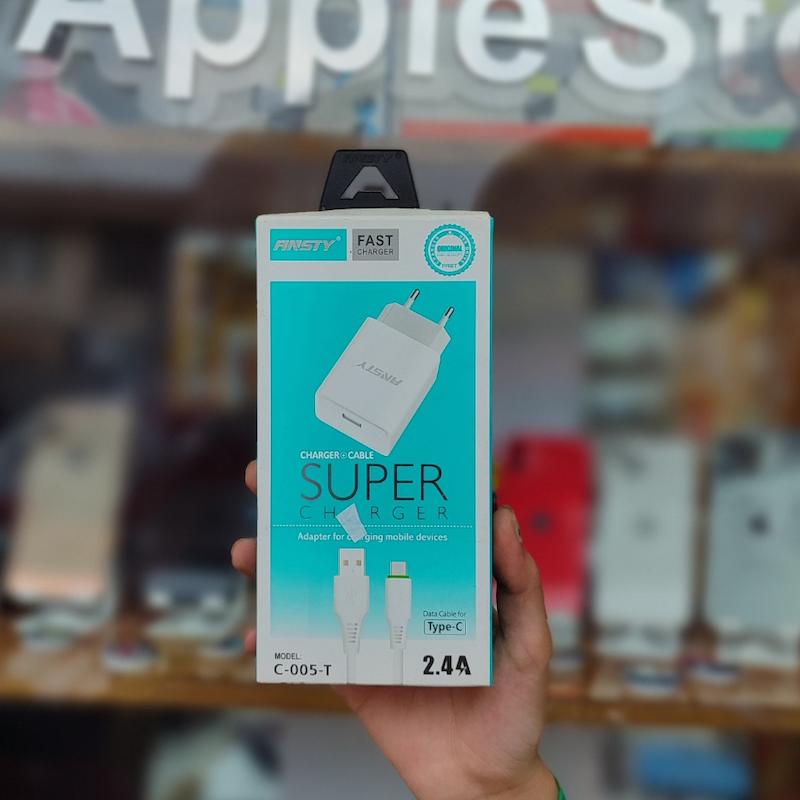 Apple Sto
ANSTY
ANSTY®
FAST
CHARGER
ORIGINAL
ANSTY
CHARGER + CABLE
SUPER
CHARGER
Adapter for charging mobile devices
Data Cable for
Type-C
MODEL:
C-005-T
2.4A